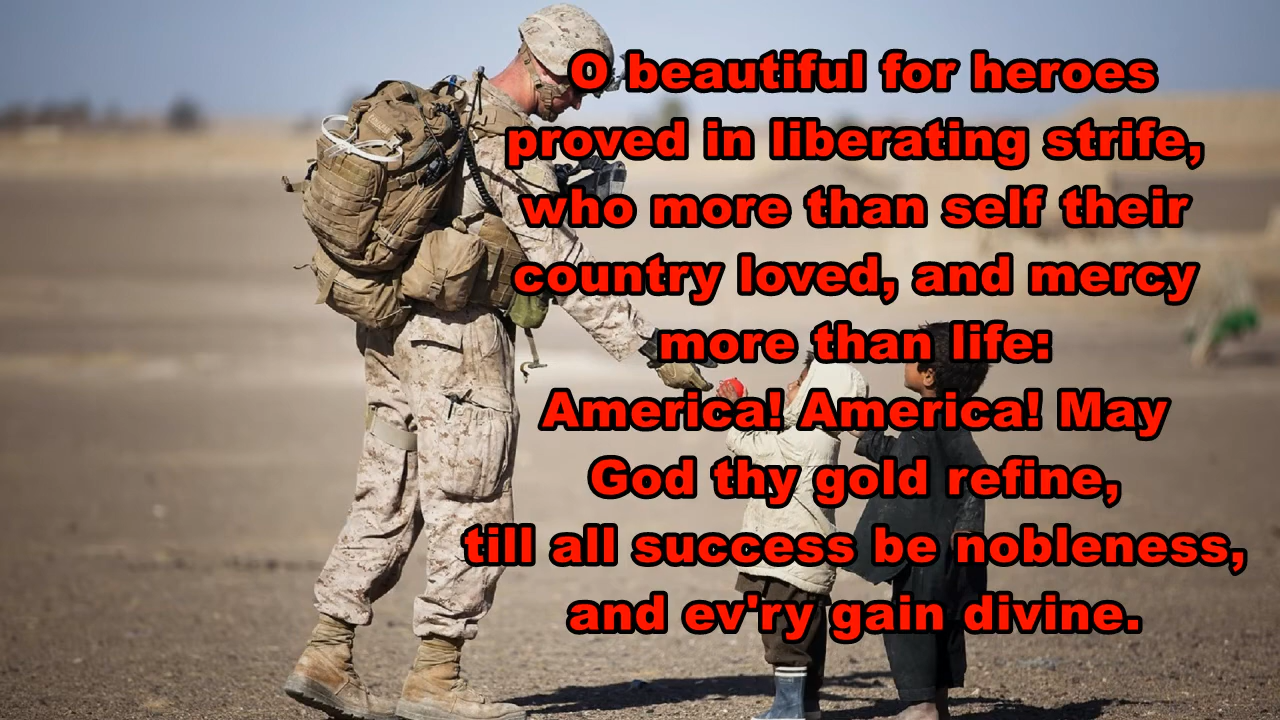 O beautiful for heroes
proved in liberating strife,
who more than self their
country loved, and mercy
more than life:
America! America! May
God thy gold refine,
till all success be nobleness,
and ev'ry gain divine.